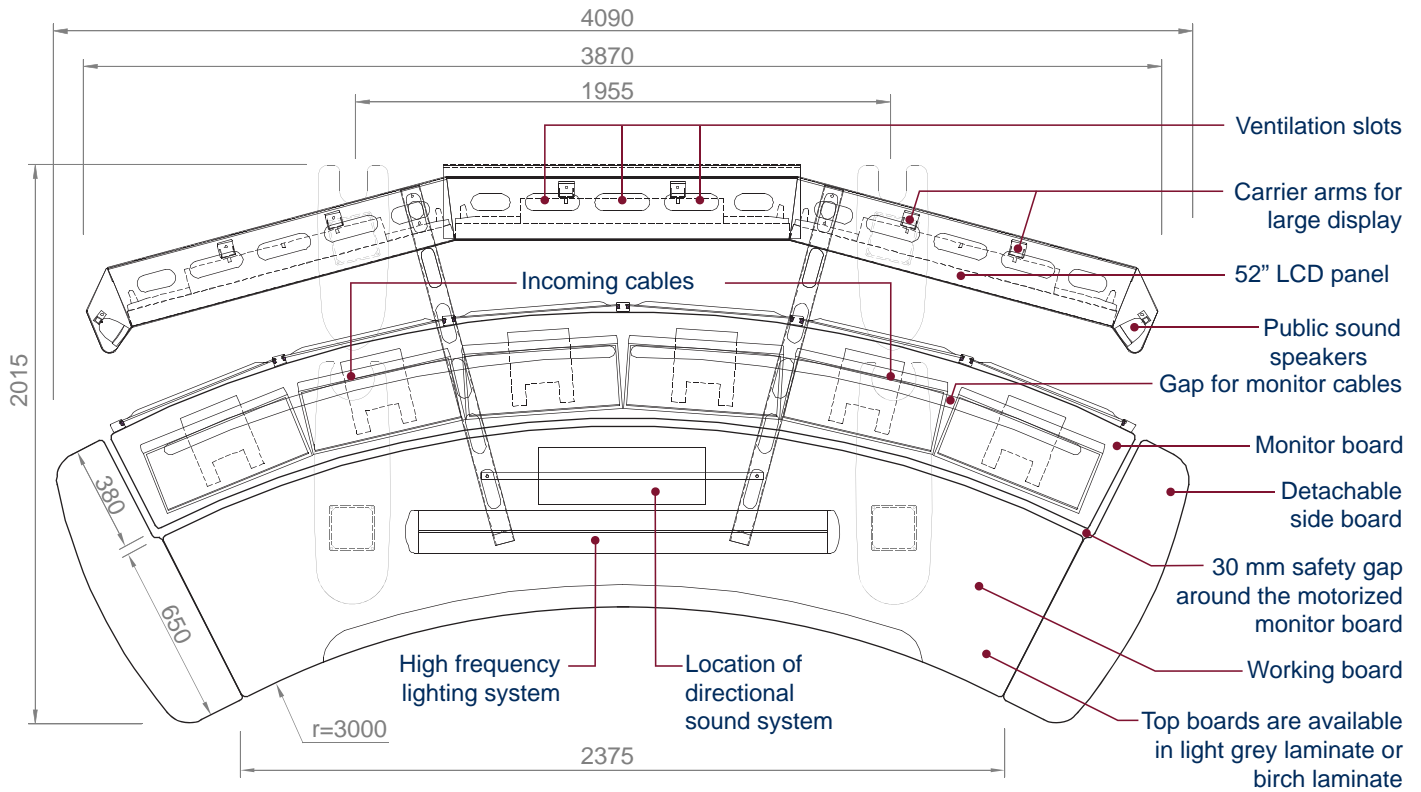 4090
3870
1955
Ventilation slots
Carrier arms for
large display
Incoming cables
52” LCD panel
Public sound
speakers
2015
Gap for monitor cables
Monitor board
380
Detachable
side board
30 mm safety gap
around the motorized
monitor board
650
High frequency
lighting system
Location of
directional
sound system
Working board
r=3000
2375
Top boards are available
in light grey laminate or
birch laminate